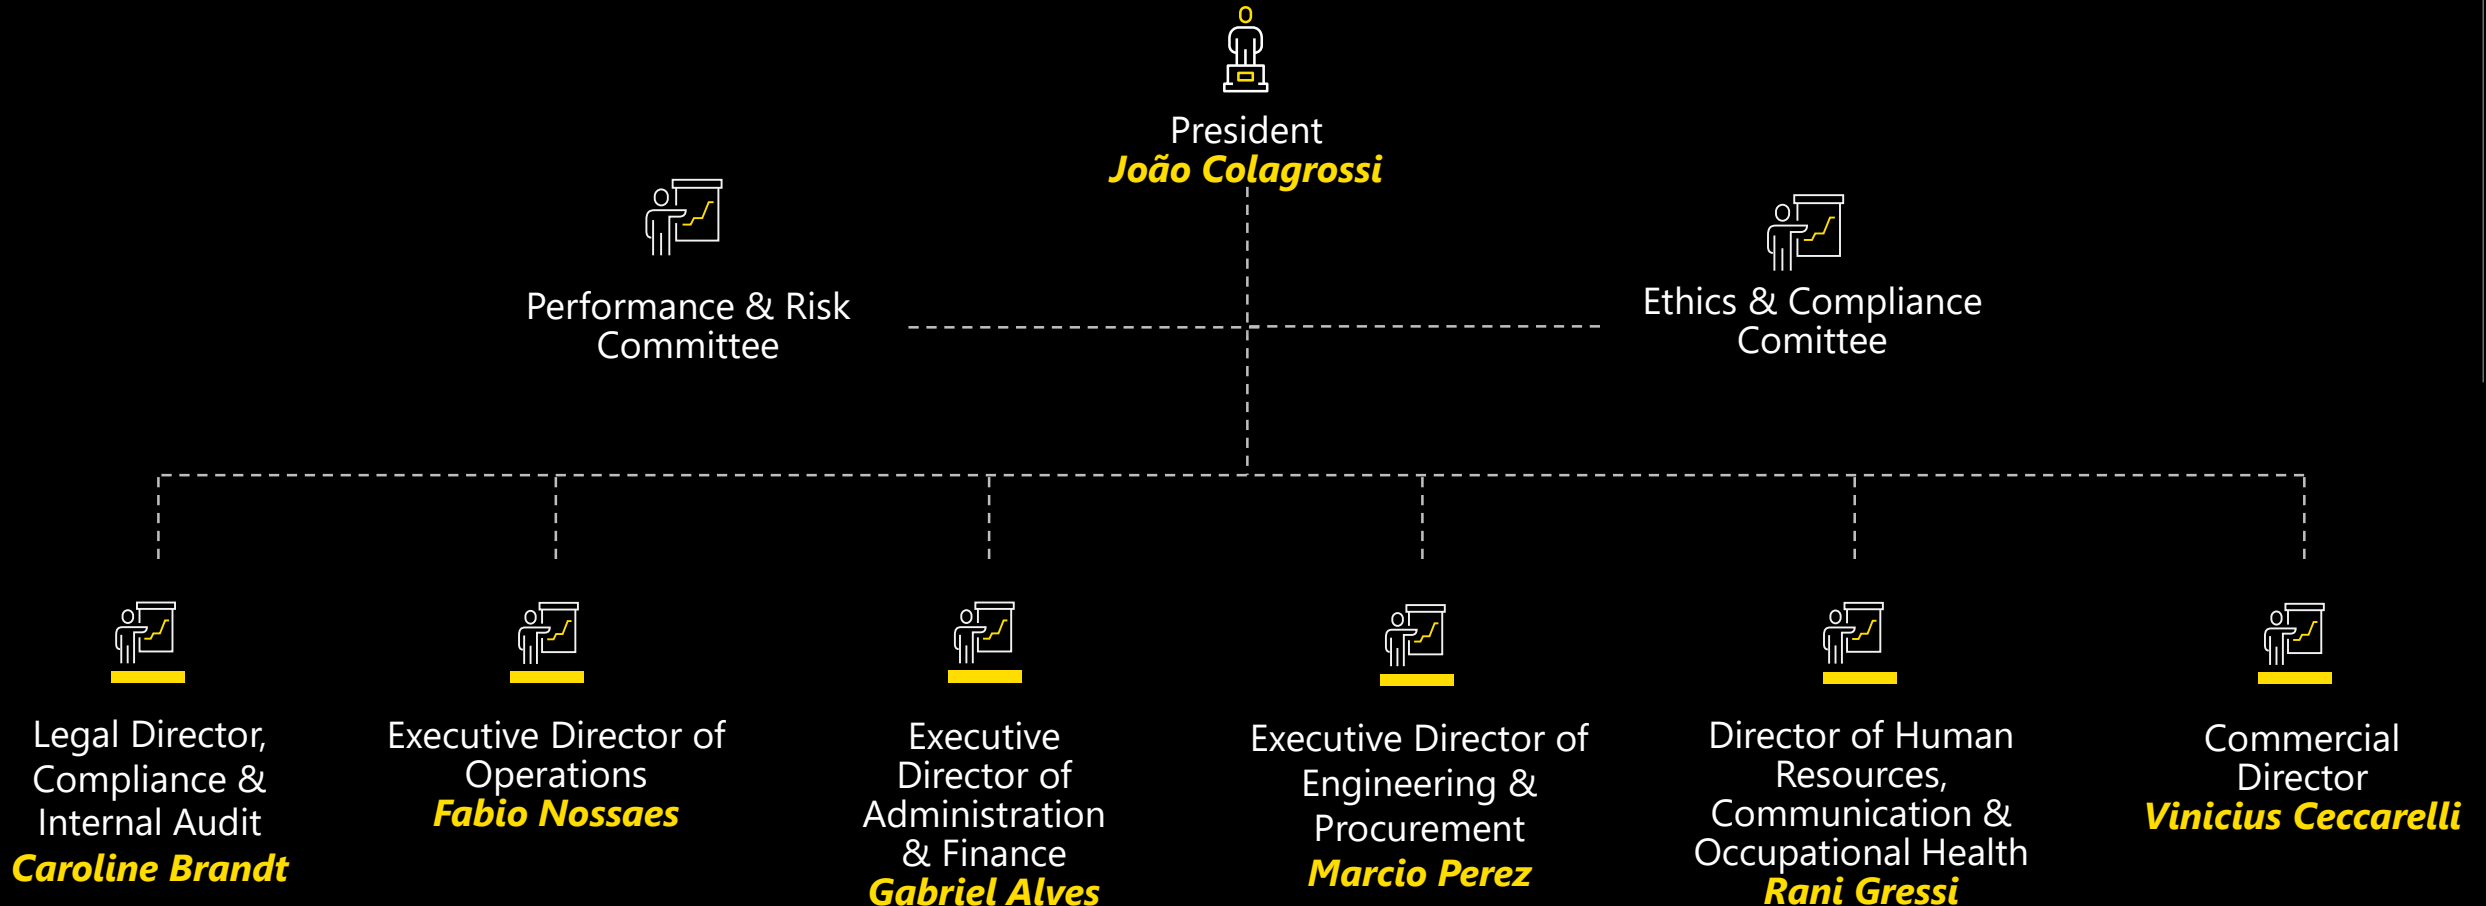 President
João Colagrossi
Performance & Risk
Committee
Ethics & Compliance
Comittee
Legal Director,
Compliance &
Internal Audit
Caroline Brandt
Executive Director of
Operations
Fabio Nossaes
Executive
Director of
Administration
& Finance
Gabriel Alves
Executive Director of
Engineering &
Procurement
Marcio Perez
Director of Human
Resources,
Communication &
Occupational Health
Rani Gressi
Commercial
Director
Vinicius Ceccarelli